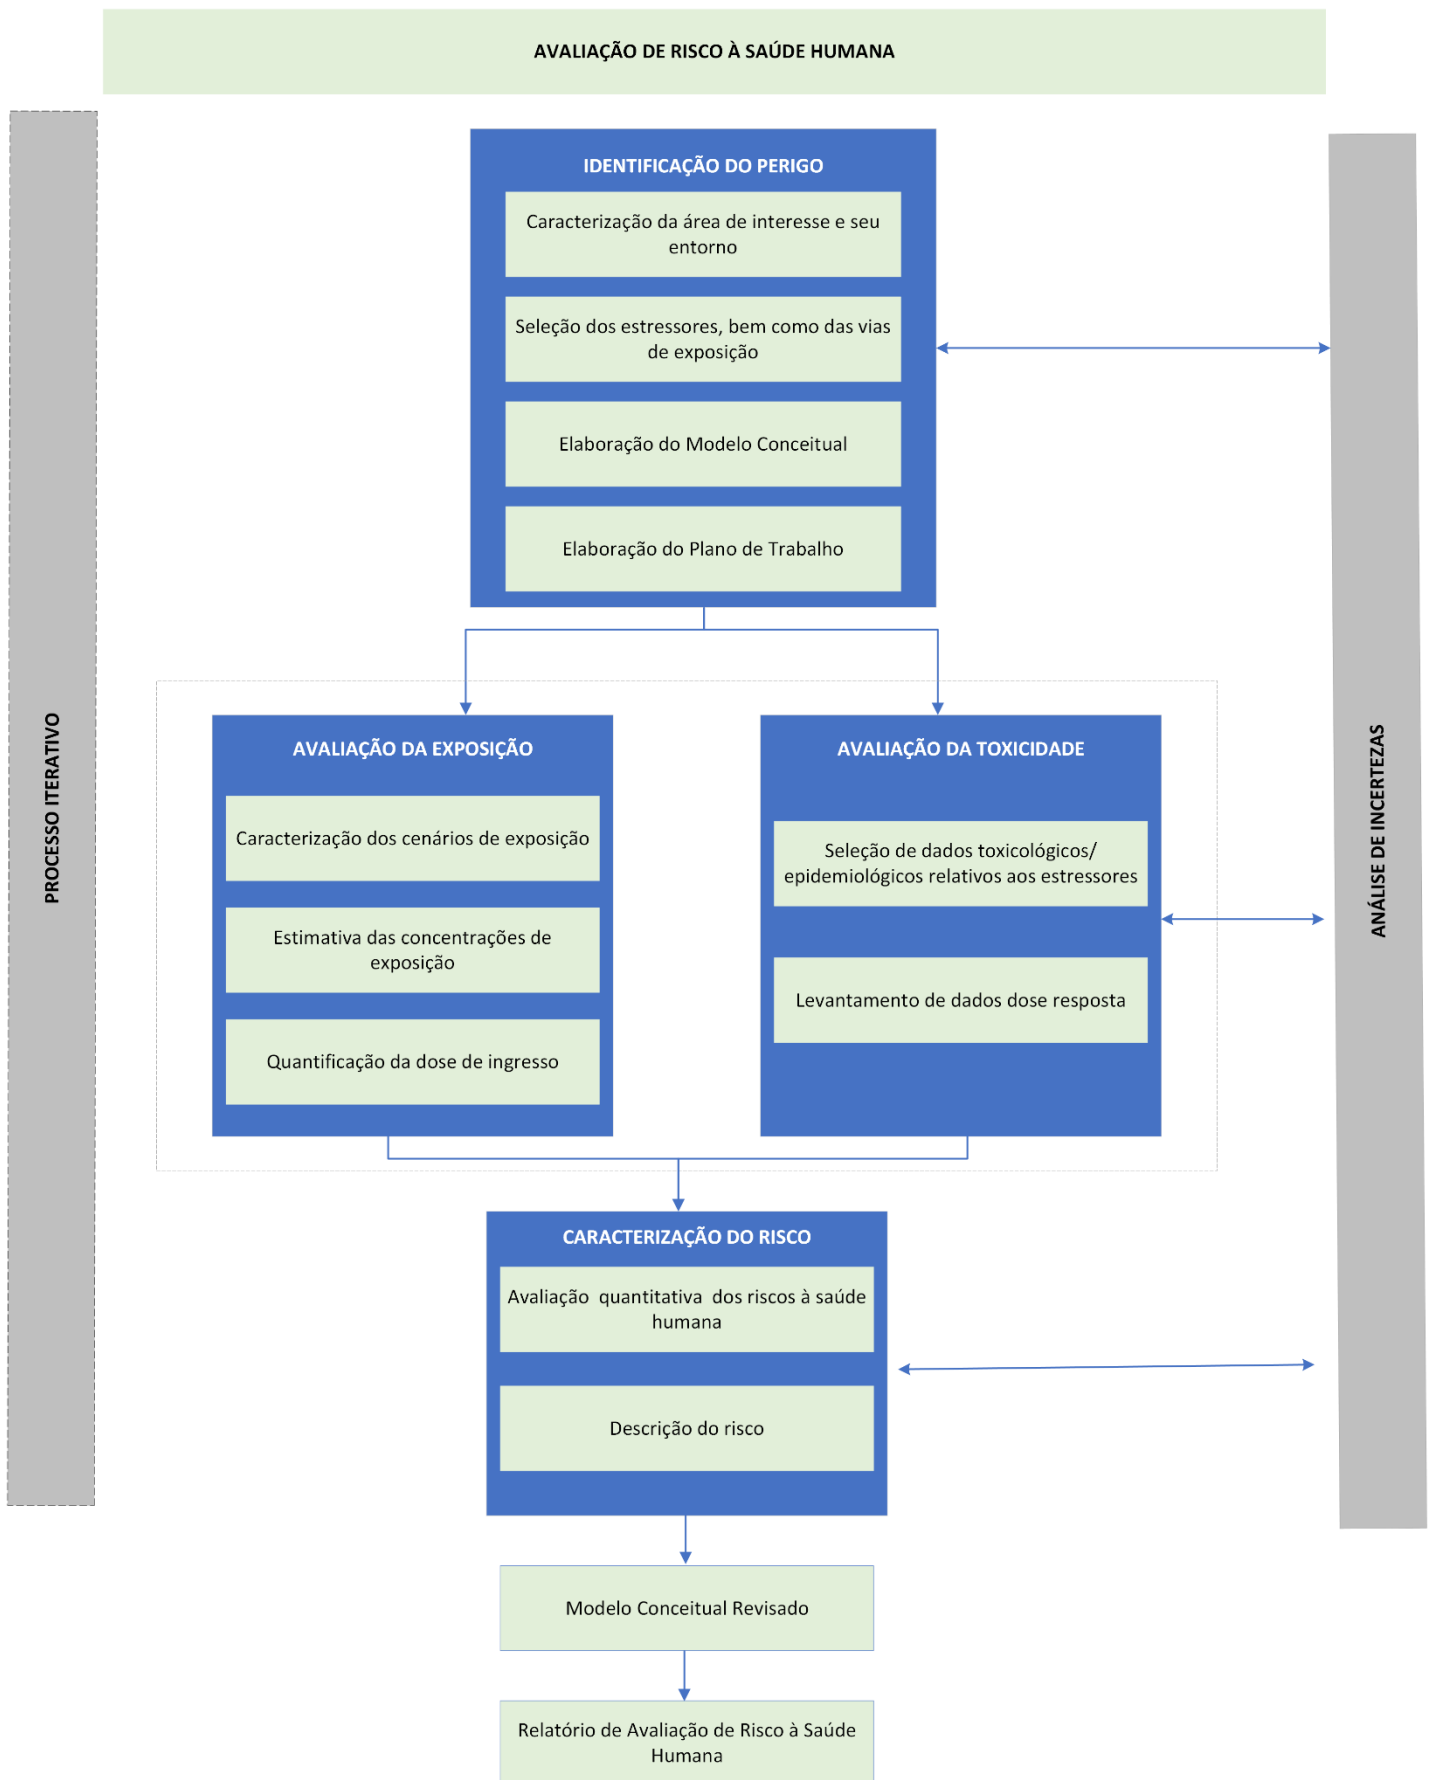 AVALIAÇÃO DE RISCO À SAÚDE HUMANA
IDENTIFICAÇÃO DO PERIGO
Caracterização da área de interesse e seu
entorno
Seleção dos estressores, bem como das vias
de exposição
Elaboração do Modelo Conceitual
Elaboração do Plano de Trabalho
PROCESSO ITERATIVO
AVALIAÇÃO DA EXPOSIÇÃO
Caracterização dos cenários de exposição
Estimativa das concentrações de
exposição
Quantificação da dose de ingresso
AVALIAÇÃO DA TOXICIDADE
Seleção de dados toxicológicos/
epidemiológicos relativos aos estressores
Levantamento de dados dose resposta
ANÁLISE DE INCERTEZAS
CARACTERIZAÇÃO DO RISCO
Avaliação quantitativa dos riscos à saúde
humana
Descrição do risco
Modelo Conceitual Revisado
Relatório de Avaliação de Risco à Saúde
Humana